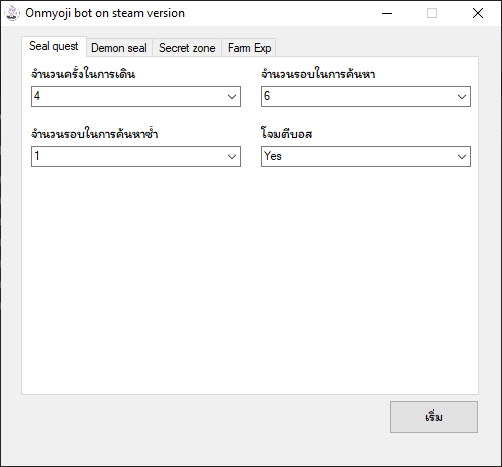 Onmyoji bot on steam version
Seal quest Demon seal Secret zone Farm Exp
จำนวนครั้งในการเดิน จำนวนรอบในการค้นหา
4 6
จำนวนรอบในการค้นหาซ้ำ โจมตีบอส
1 Yes
เริ่ม